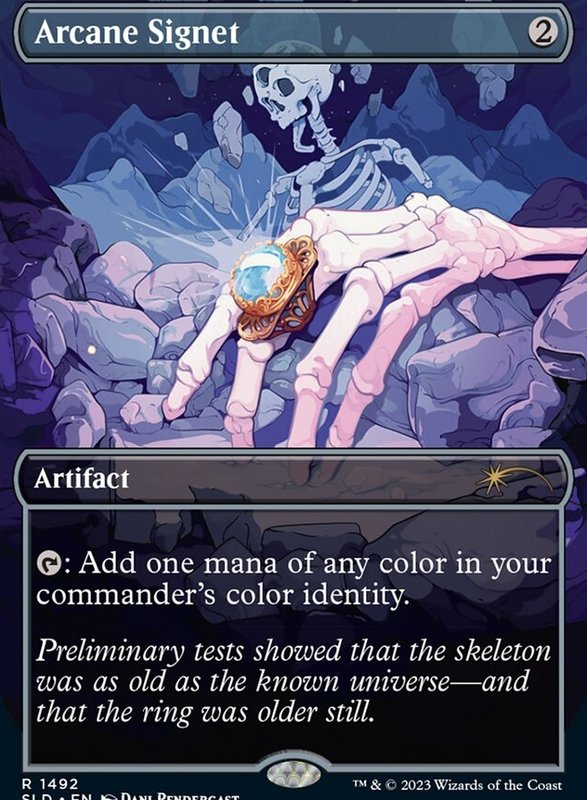 Arcane Signet 2
Artifact
: Add one mana of any color in your
commander's color identity.
Preliminary tests showed that the skeleton
was as old as the known universe—and
that the ring was older still.
R 1492
™ & © 2023 Wizards of the Coast
SLD • EN Dani Pendergast